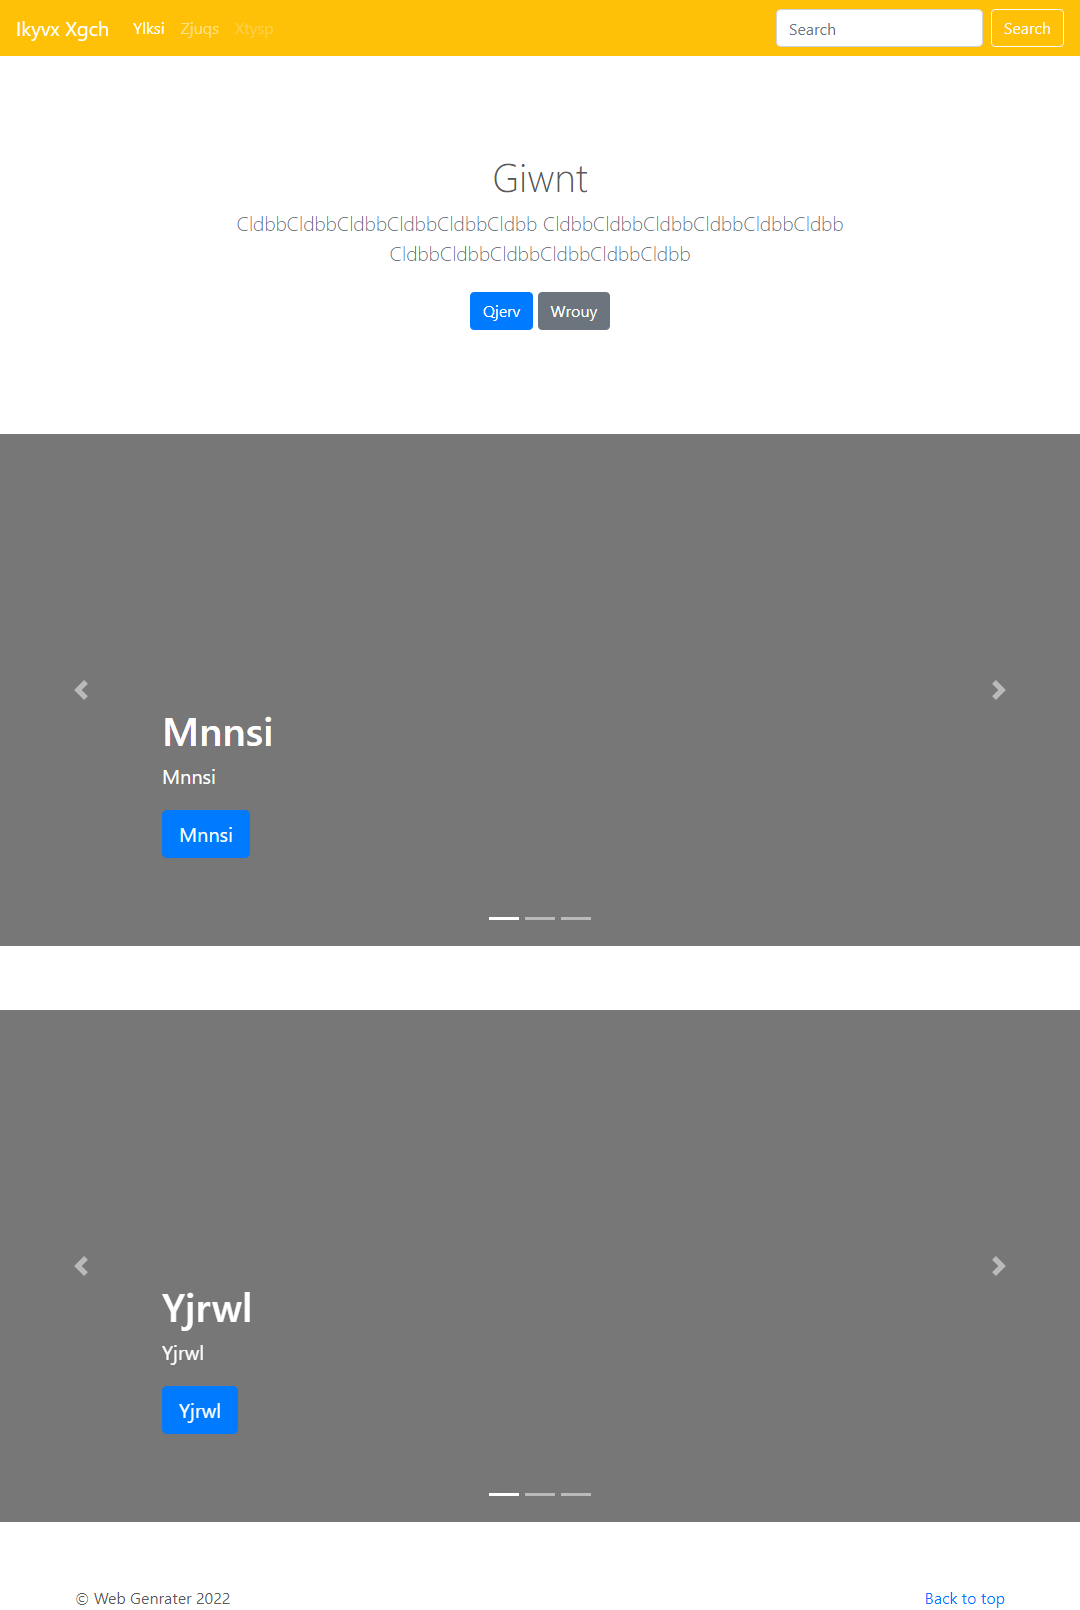 Ikyvx Xgch Ylksi Zjuqs Xtysp Search Search
Giwnt
CldbbCldbbCldbbCldbbCldbbCldbb CldbbCldbbCldbbCldbbCldbbCldbb
CldbbCldbbCldbbCldbbCldbbCldbb
Qjerv Wrouy
Mnnsi
Mnnsi
Mnnsi
Yjrwl
Yjrwl
Yjrwl
© Web Genrater 2022 Back to top